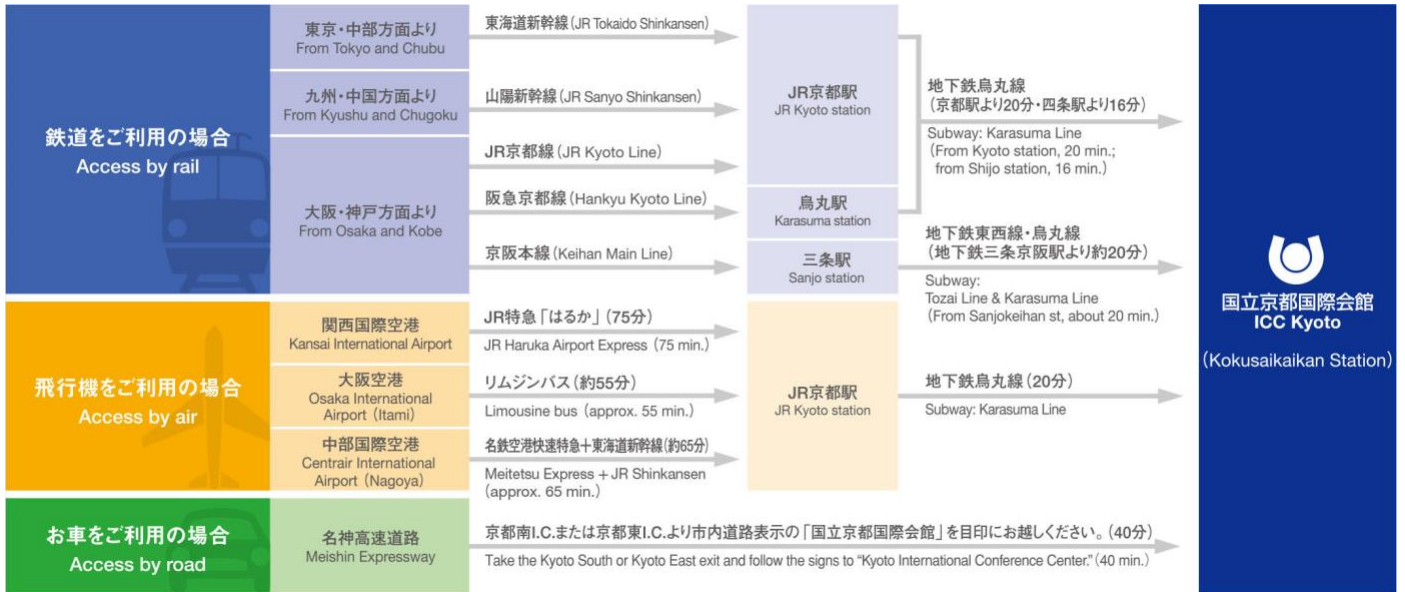 鉄道をご利用の場合
Access by rail
東京・中部方面より
From Tokyo and Chubu
東海道新幹線(JR Tokaido Shinkansen)
九州・中国方面より
From Kyushu and Chugoku
山陽新幹線(JR Sanyo Shinkansen)
大阪・神戸方面より
From Osaka and Kobe
JR京都線(JR Kyoto Line)
阪急京都線(Hankyu Kyoto Line)
京阪本線(Keihan Main Line)
JR京都駅
JR Kyoto station
烏丸駅
Karasuma station
三条駅
Sanjo station
地下鉄烏丸線
(京都駅より20分・四条駅より16分)
Subway: Karasuma Line
(From Kyoto station, 20 min.;
from Shijo station, 16 min.)
地下鉄東西線・烏丸線
(地下鉄三条京阪駅より約20分)
Subway:
Tozai Line & Karasuma Line
(From Sanjokeihan st, about 20 min.)
飛行機をご利用の場合
Access by air
関西国際空港
Kansai International Airport
JR特急「はるか」(75分)
JR Haruka Airport Express (75 min.)
大阪空港
Osaka International
Airport (Itami)
リムジンバス(約55分)
Limousine bus (approx. 55 min.)
中部国際空港
Centrair International
Airport (Nagoya)
名鉄空港快速特急+東海道新幹線(約65分)
Meitetsu Express + JR Shinkansen
(approx. 65 min.)
JR京都駅
JR Kyoto station
地下鉄烏丸線(20分)
Subway: Karasuma Line
お車をご利用の場合
Access by road
名神高速道路
Meishin Expressway
京都南I.C.または京都東I.C.より市内道路表示の「国立京都国際会館」を目印にお越しください。(40分)
Take the Kyoto South or Kyoto East exit and follow the signs to "Kyoto International Conference Center."(40 min.)
国立京都国際会館
ICC Kyoto
(Kokusaikaikan Station)